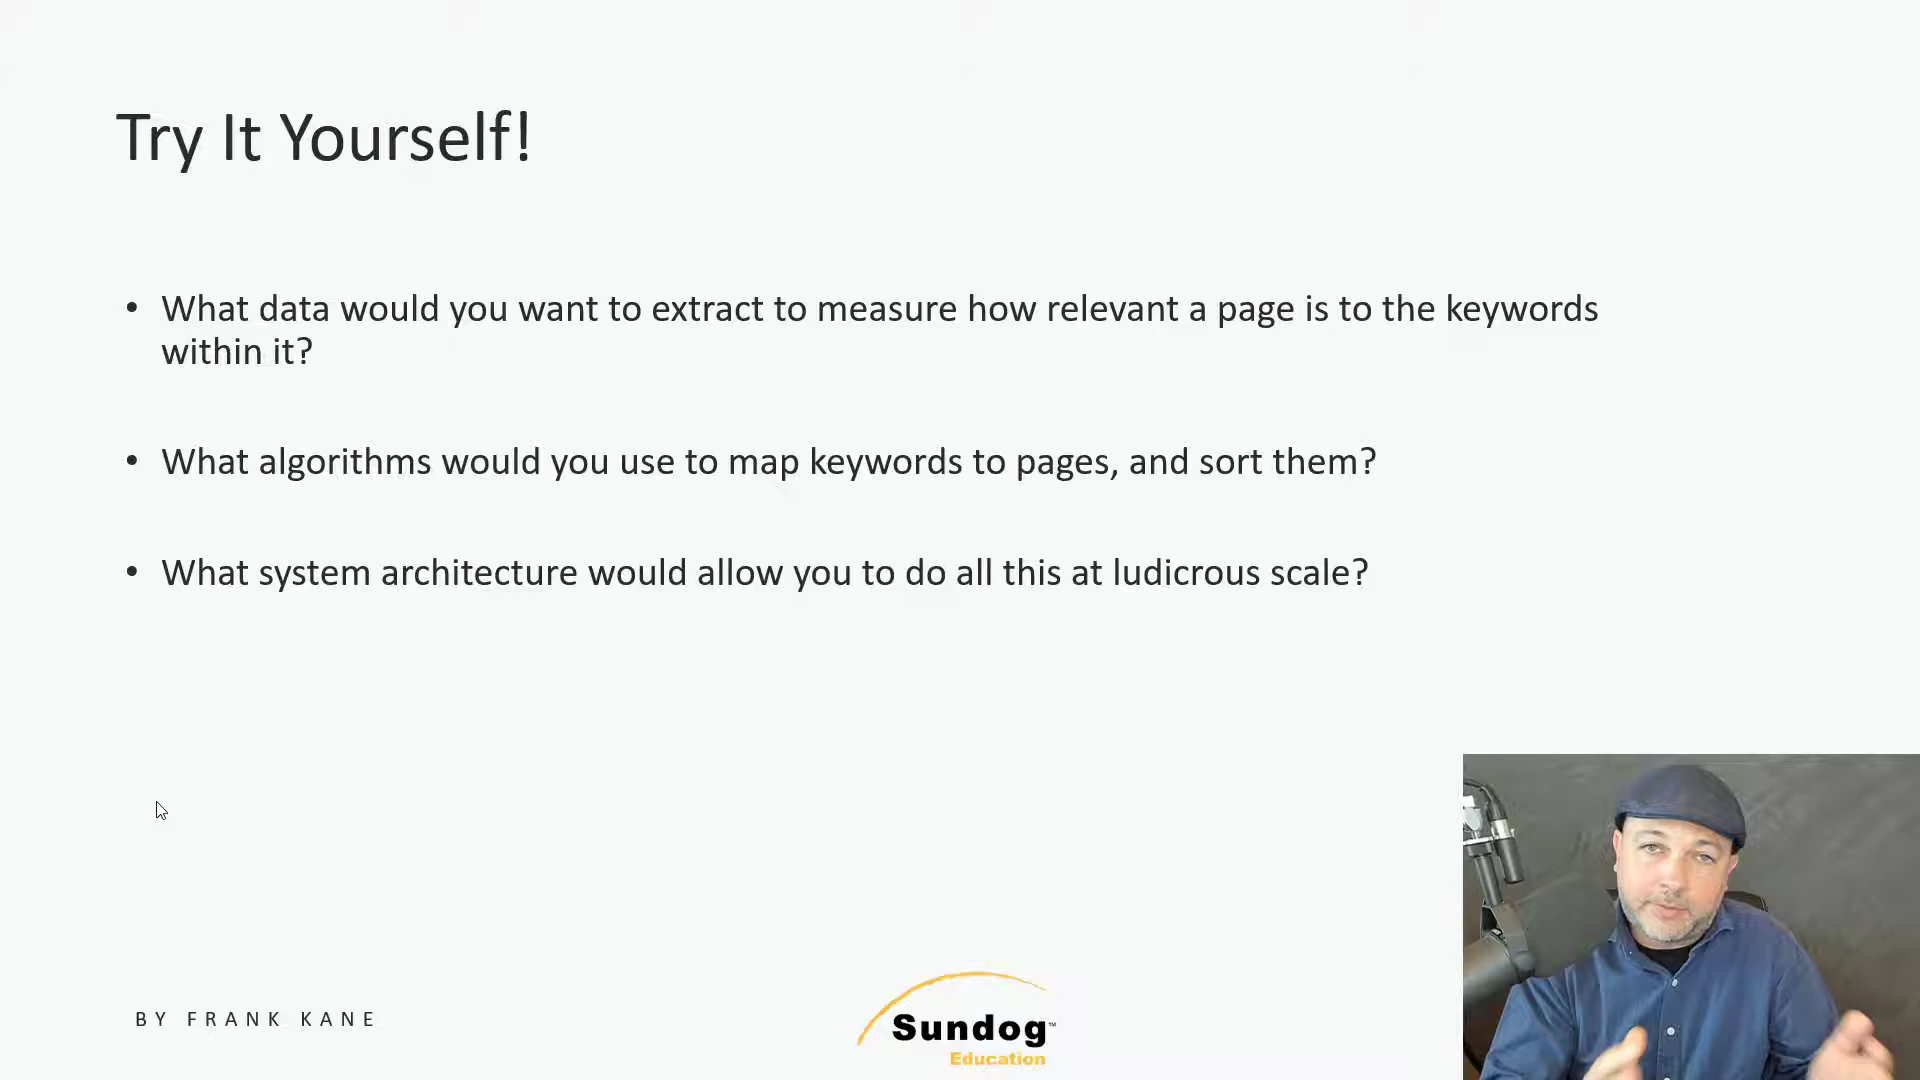 Try It Yourself!
• What data would you want to extract to measure how relevant a page is to the keywords
within it?
• What algorithms would you use to map keywords to pages, and sort them?
• What system architecture would allow you to do all this at ludicrous scale?
BY FRANK KANE
Sundog™
Education